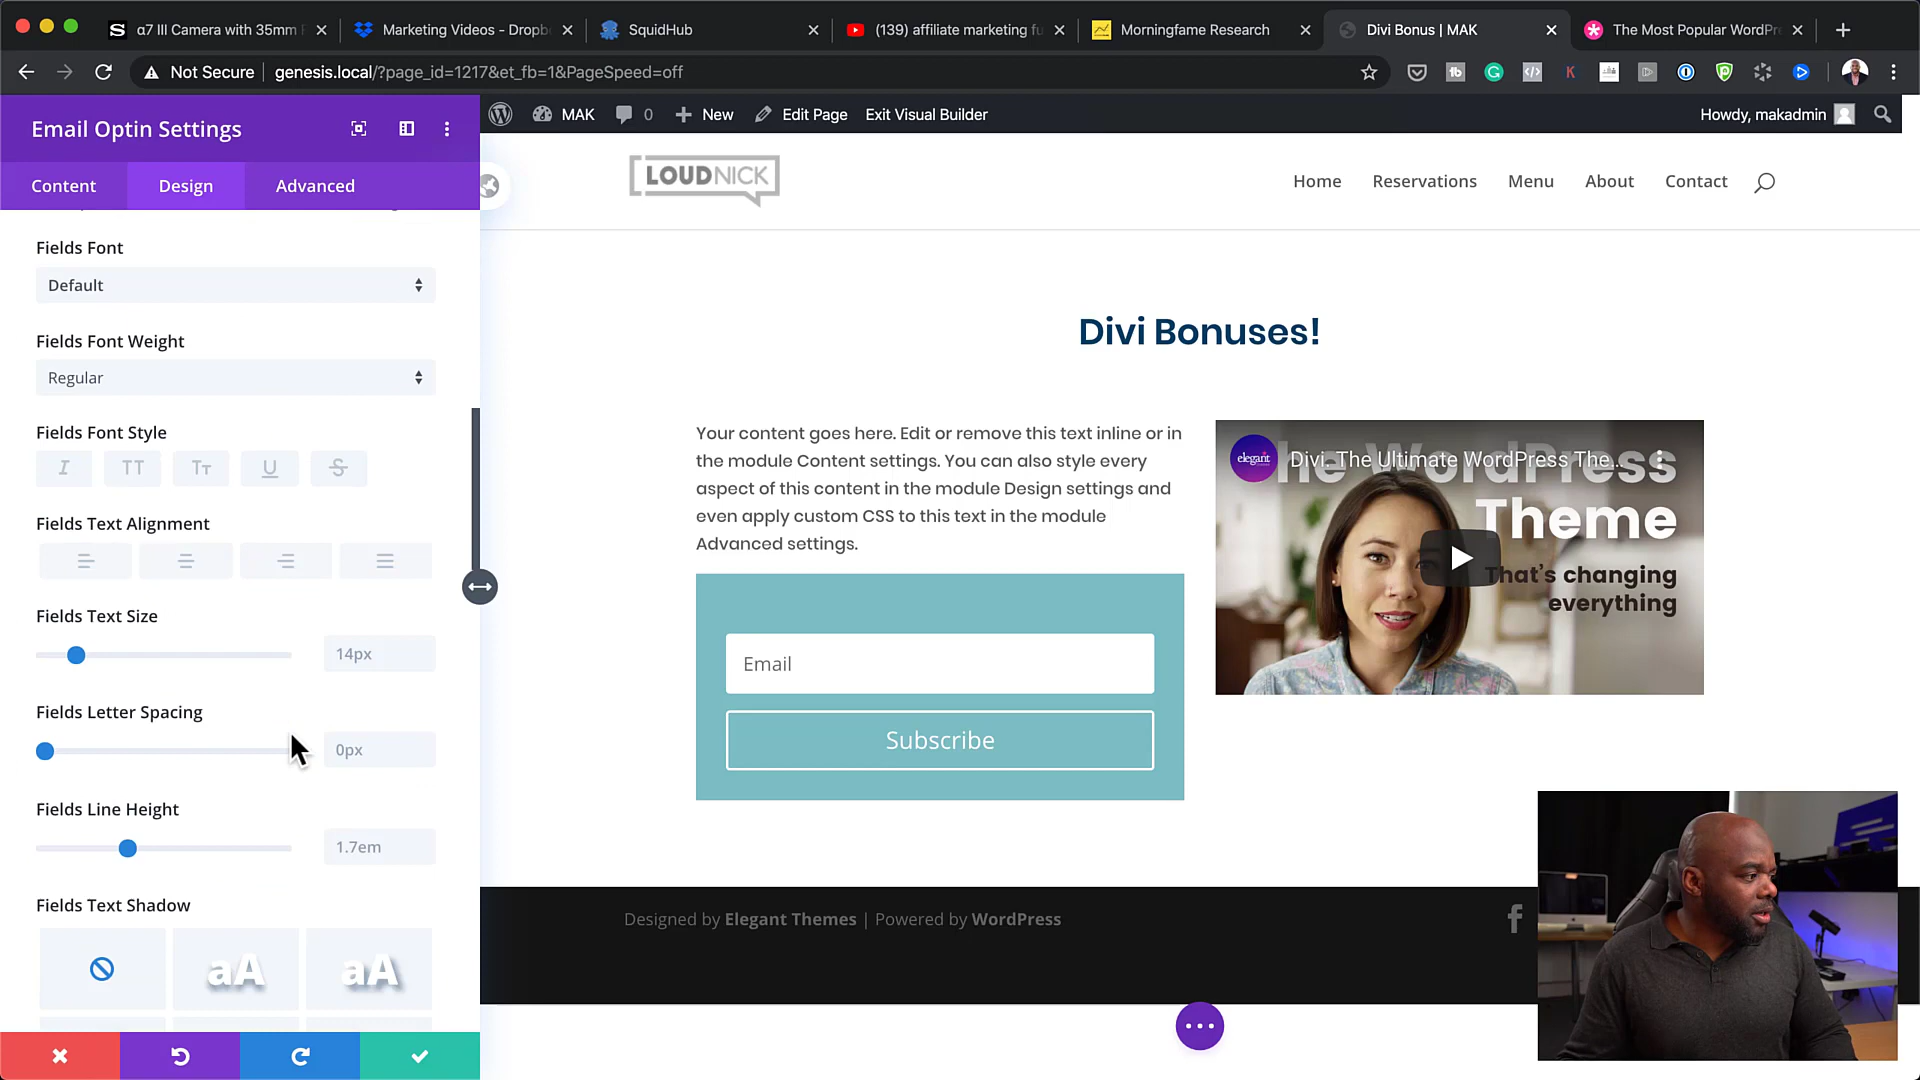 α7 III Camera with 35mm F
Marketing Videos - Dropb
SquidHub
(139) affiliate marketing fu
Morningfame Research
Divi Bonus | MAK
The Most Popular WordPr
Not Secure
genesis.local/?page_id=1217&et_fb=1&PageSpeed=off
Email Optin Settings
MAK
0
New
Edit Page
Exit Visual Builder
Howdy, makadmin
Content
Design
Advanced
LOUDNICK
Home
Reservations
Menu
About
Contact
Fields Font
Default
Fields Font Weight
Regular
Fields Font Style
I
TT
Tт
U
S
Fields Text Alignment
Fields Text Size
14px
Fields Letter Spacing
0px
Fields Line Height
1.7em
Fields Text Shadow
aA
aA
Divi Bonuses!
Your content goes here. Edit or remove this text inline or in
the module Content settings. You can also style every
aspect of this content in the module Design settings and
even apply custom CSS to this text in the module
Advanced settings.
Email
Subscribe
elegant
Divi. The Ultimate WordPress The...
he WordPress
Theme
That's changing
everything
Designed by Elegant Themes | Powered by WordPress